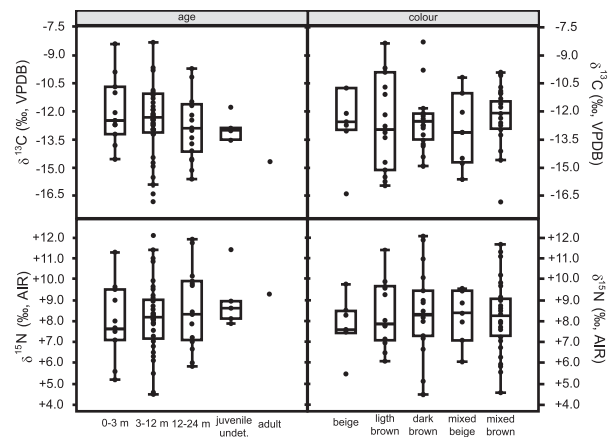 age colour
-7.5 -7.5
-9.0 -9.0
-10.5 -10.5
-12.0 -12.0
-13.5 -13.5
-15.0 -15.0
-16.5 -16.5
δ ¹³C (‰, VPDB)
δ ¹³C (‰, VPDB)
+12.0 +12.0
+11.0 +11.0
+10.0 +10.0
+9.0 +9.0
+8.0 +8.0
+7.0 +7.0
+6.0 +6.0
+5.0 +5.0
+4.0 +4.0
δ ¹⁵N (‰, AIR)
δ¹⁵N (‰, AIR)
0-3 m 3-12 m 12-24 m juvenile undet. adult
beige ligth brown dark brown mixed beige mixed brown